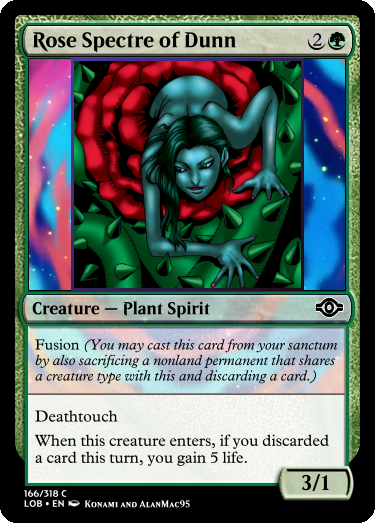 Rose Spectre of Dunn 2
Creature — Plant Spirit
Fusion (You may cast this card from your sanctum
by also sacrificing a nonland permanent that shares
a creature type with this and discarding a card.)
Deathtouch
When this creature enters, if you discarded
a card this turn, you gain 5 life.
3/1
166/318 C
LOB • EN Konami and AlanMac95